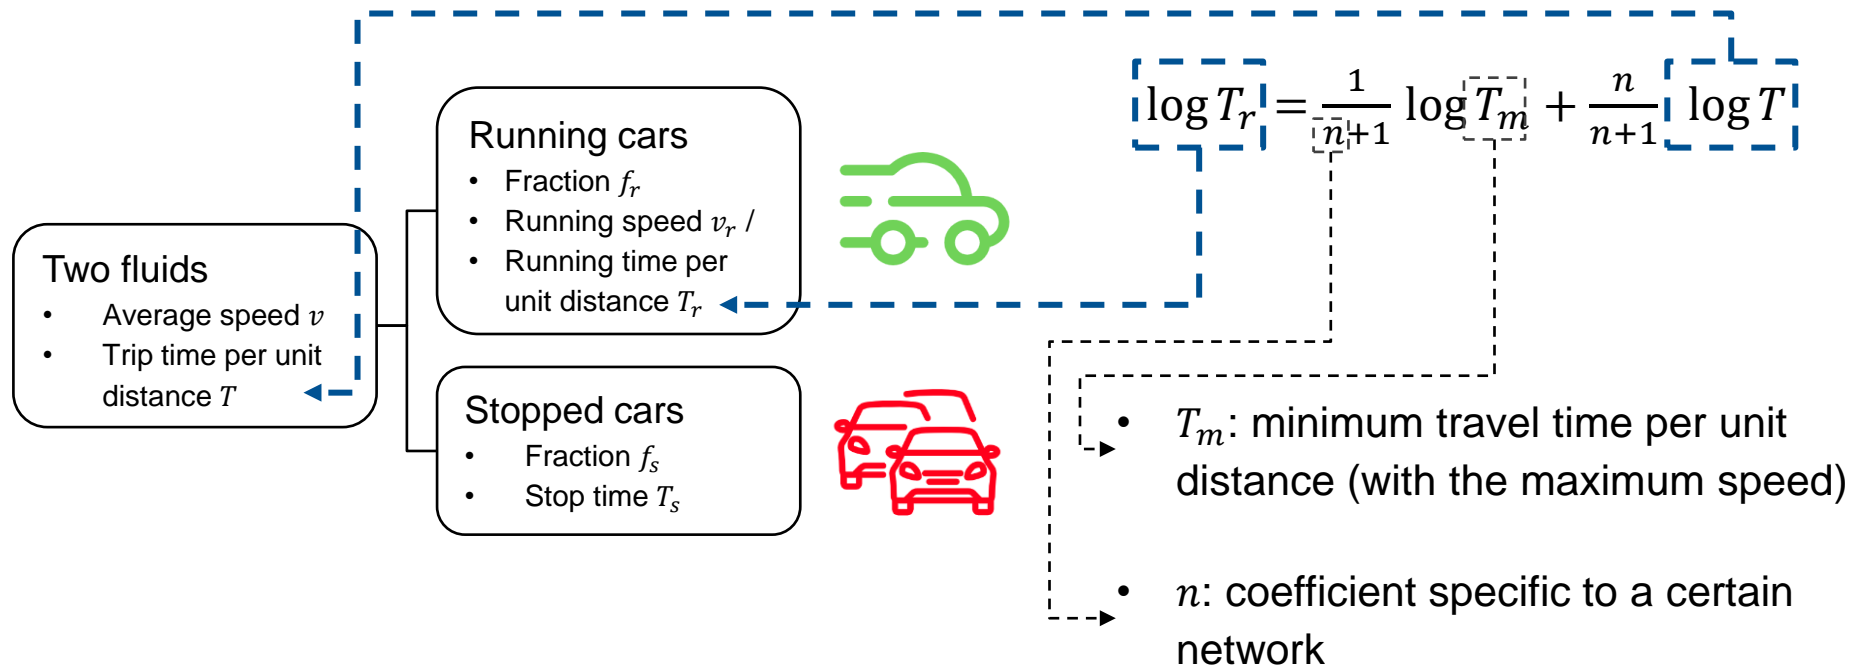 log T_r = 1/(n+1) log T_m + n/(n+1) log T
Running cars
• Fraction f_r
• Running speed v_r /
• Running time per
unit distance T_r
Two fluids
• Average speed v
• Trip time per unit
distance T
Stopped cars
• Fraction f_s
• Stop time T_s
• T_m: minimum travel time per unit
distance (with the maximum speed)
• n: coefficient specific to a certain
network